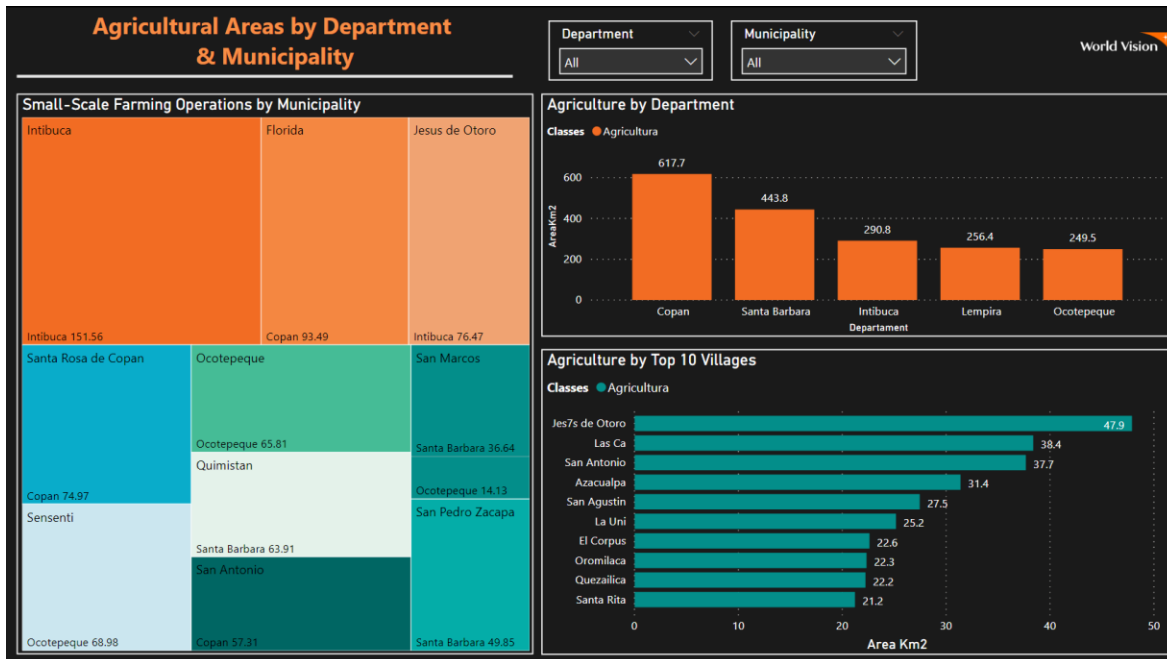 Agricultural Areas by Department
& Municipality
Department
All
Municipality
All
World Vision
Small-Scale Farming Operations by Municipality
Intibuca
Intibuca 151.56
Florida
Copan 93.49
Jesus de Otoro
Intibuca 76.47
Santa Rosa de Copan
Copan 74.97
Ocotepeque
Ocotepeque 65.81
San Marcos
Santa Barbara 36.64
Ocotepeque 14.13
Quimistan
Santa Barbara 63.91
Sensenti
Ocotepeque 68.98
San Antonio
Copan 57.31
San Pedro Zacapa
Santa Barbara 49.85
Agriculture by Department
Classes Agricultura
AreaKm2
600
400
200
0
617.7
443.8
290.8
256.4
249.5
Copan
Santa Barbara
Intibuca
Lempira
Ocotepeque
Departament
Agriculture by Top 10 Villages
Classes Agricultura
Jes7s de Otoro 47.9
Las Ca 38.4
San Antonio 37.7
Azacualpa 31.4
San Agustin 27.5
La Uni 25.2
El Corpus 22.6
Oromilaca 22.3
Quezailica 22.2
Santa Rita 21.2
0 10 20 30 40 50
Area Km2